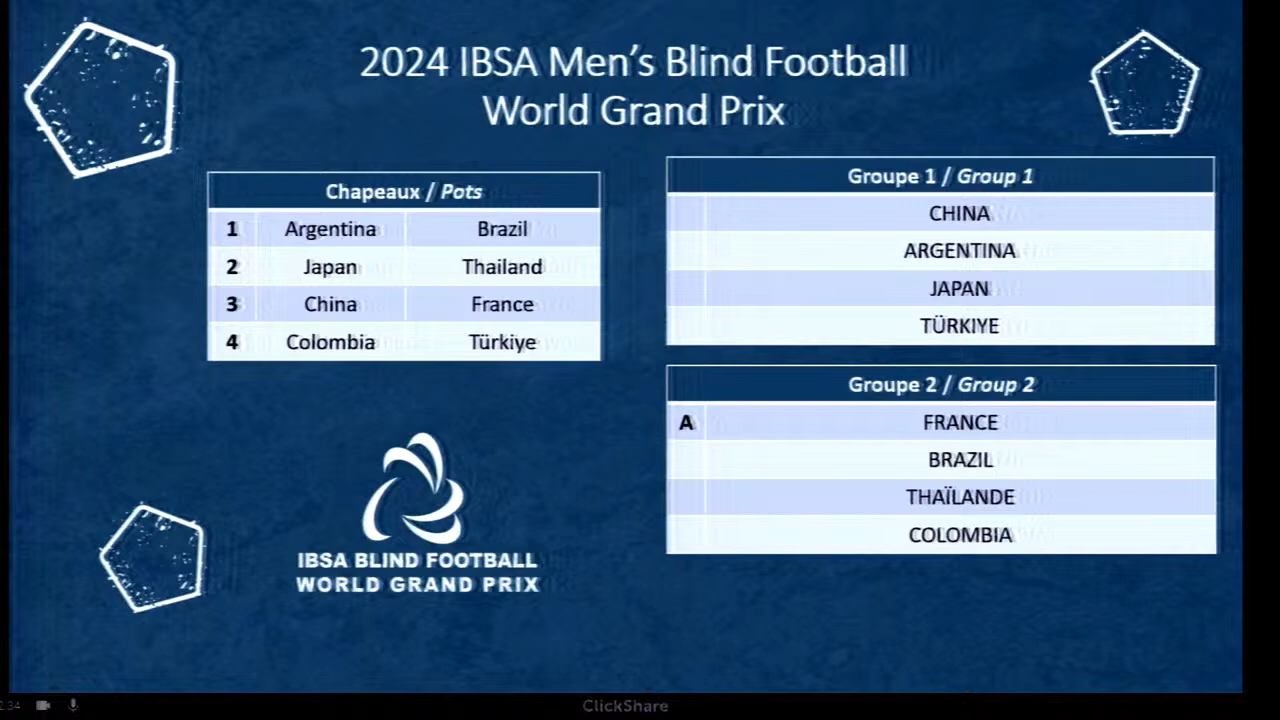 2024 IBSA Men's Blind Football
World Grand Prix
Chapeaux / Pots
1 Argentina Brazil
2 Japan Thailand
3 China France
4 Colombia Türkiye
IBSA BLIND FOOTBALL
WORLD GRAND PRIX
Groupe 1 / Group 1
CHINA
ARGENTINA
JAPAN
TÜRKIYE
Groupe 2 / Group 2
A FRANCE
BRAZIL
THAÏLANDE
COLOMBIA
ClickShare